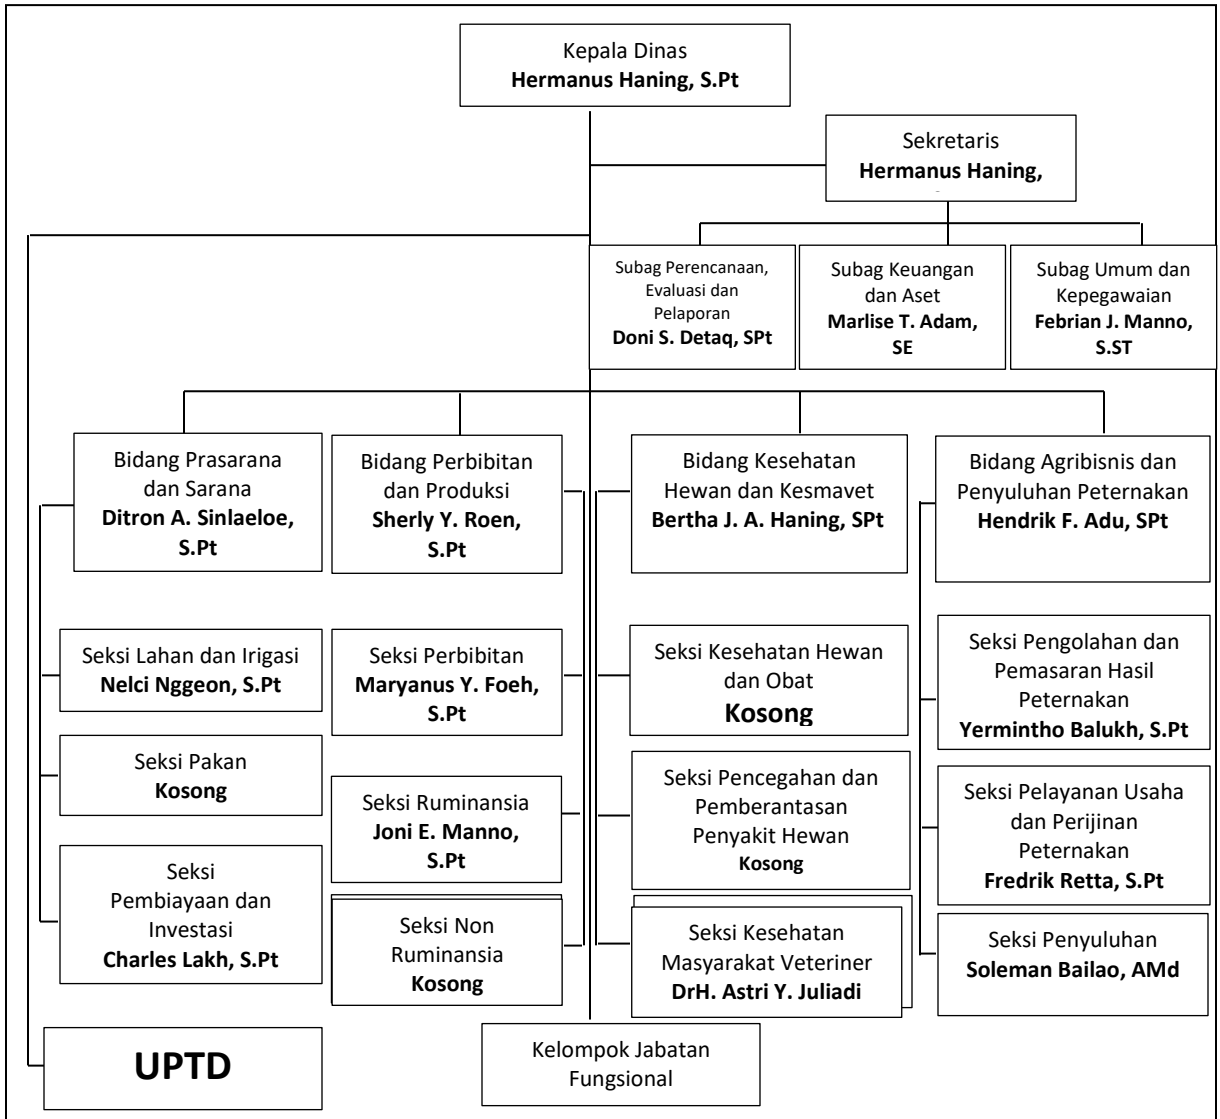 Kepala Dinas
Hermanus Haning, S.Pt
Sekretaris
Hermanus Haning,
Subag Perencanaan,
Evaluasi dan
Pelaporan
Doni S. Detaq, SPt
Subag Keuangan
dan Aset
Marlise T. Adam,
SE
Subag Umum dan
Kepegawaian
Febrian J. Manno,
S.ST
Bidang Prasarana
dan Sarana
Ditron A. Sinlaeloe,
S.Pt
Bidang Perbibitan
dan Produksi
Sherly Y. Roen,
S.Pt
Bidang Kesehatan
Hewan dan Kesmavet
Bertha J. A. Haning, SPt
Bidang Agribisnis dan
Penyuluhan Peternakan
Hendrik F. Adu, SPt
Seksi Lahan dan Irigasi
Nelci Nggeon, S.Pt
Seksi Perbibitan
Maryanus Y. Foeh,
S.Pt
Seksi Kesehatan Hewan
dan Obat
Kosong
Seksi Pengolahan dan
Pemasaran Hasil
Peternakan
Yermintho Balukh, S.Pt
Seksi Pakan
Kosong
Seksi Ruminansia
Joni E. Manno,
S.Pt
Seksi Pencegahan dan
Pemberantasan
Penyakit Hewan
Kosong
Seksi Pelayanan Usaha
dan Perijinan
Peternakan
Fredrik Retta, S.Pt
Seksi
Pembiayaan dan
Investasi
Charles Lakh, S.Pt
Seksi Non
Ruminansia
Kosong
Seksi Kesehatan
Masyarakat Veteriner
DrH. Astri Y. Juliadi
Seksi Penyuluhan
Soleman Bailao, AMd
UPTD
Kelompok Jabatan
Fungsional